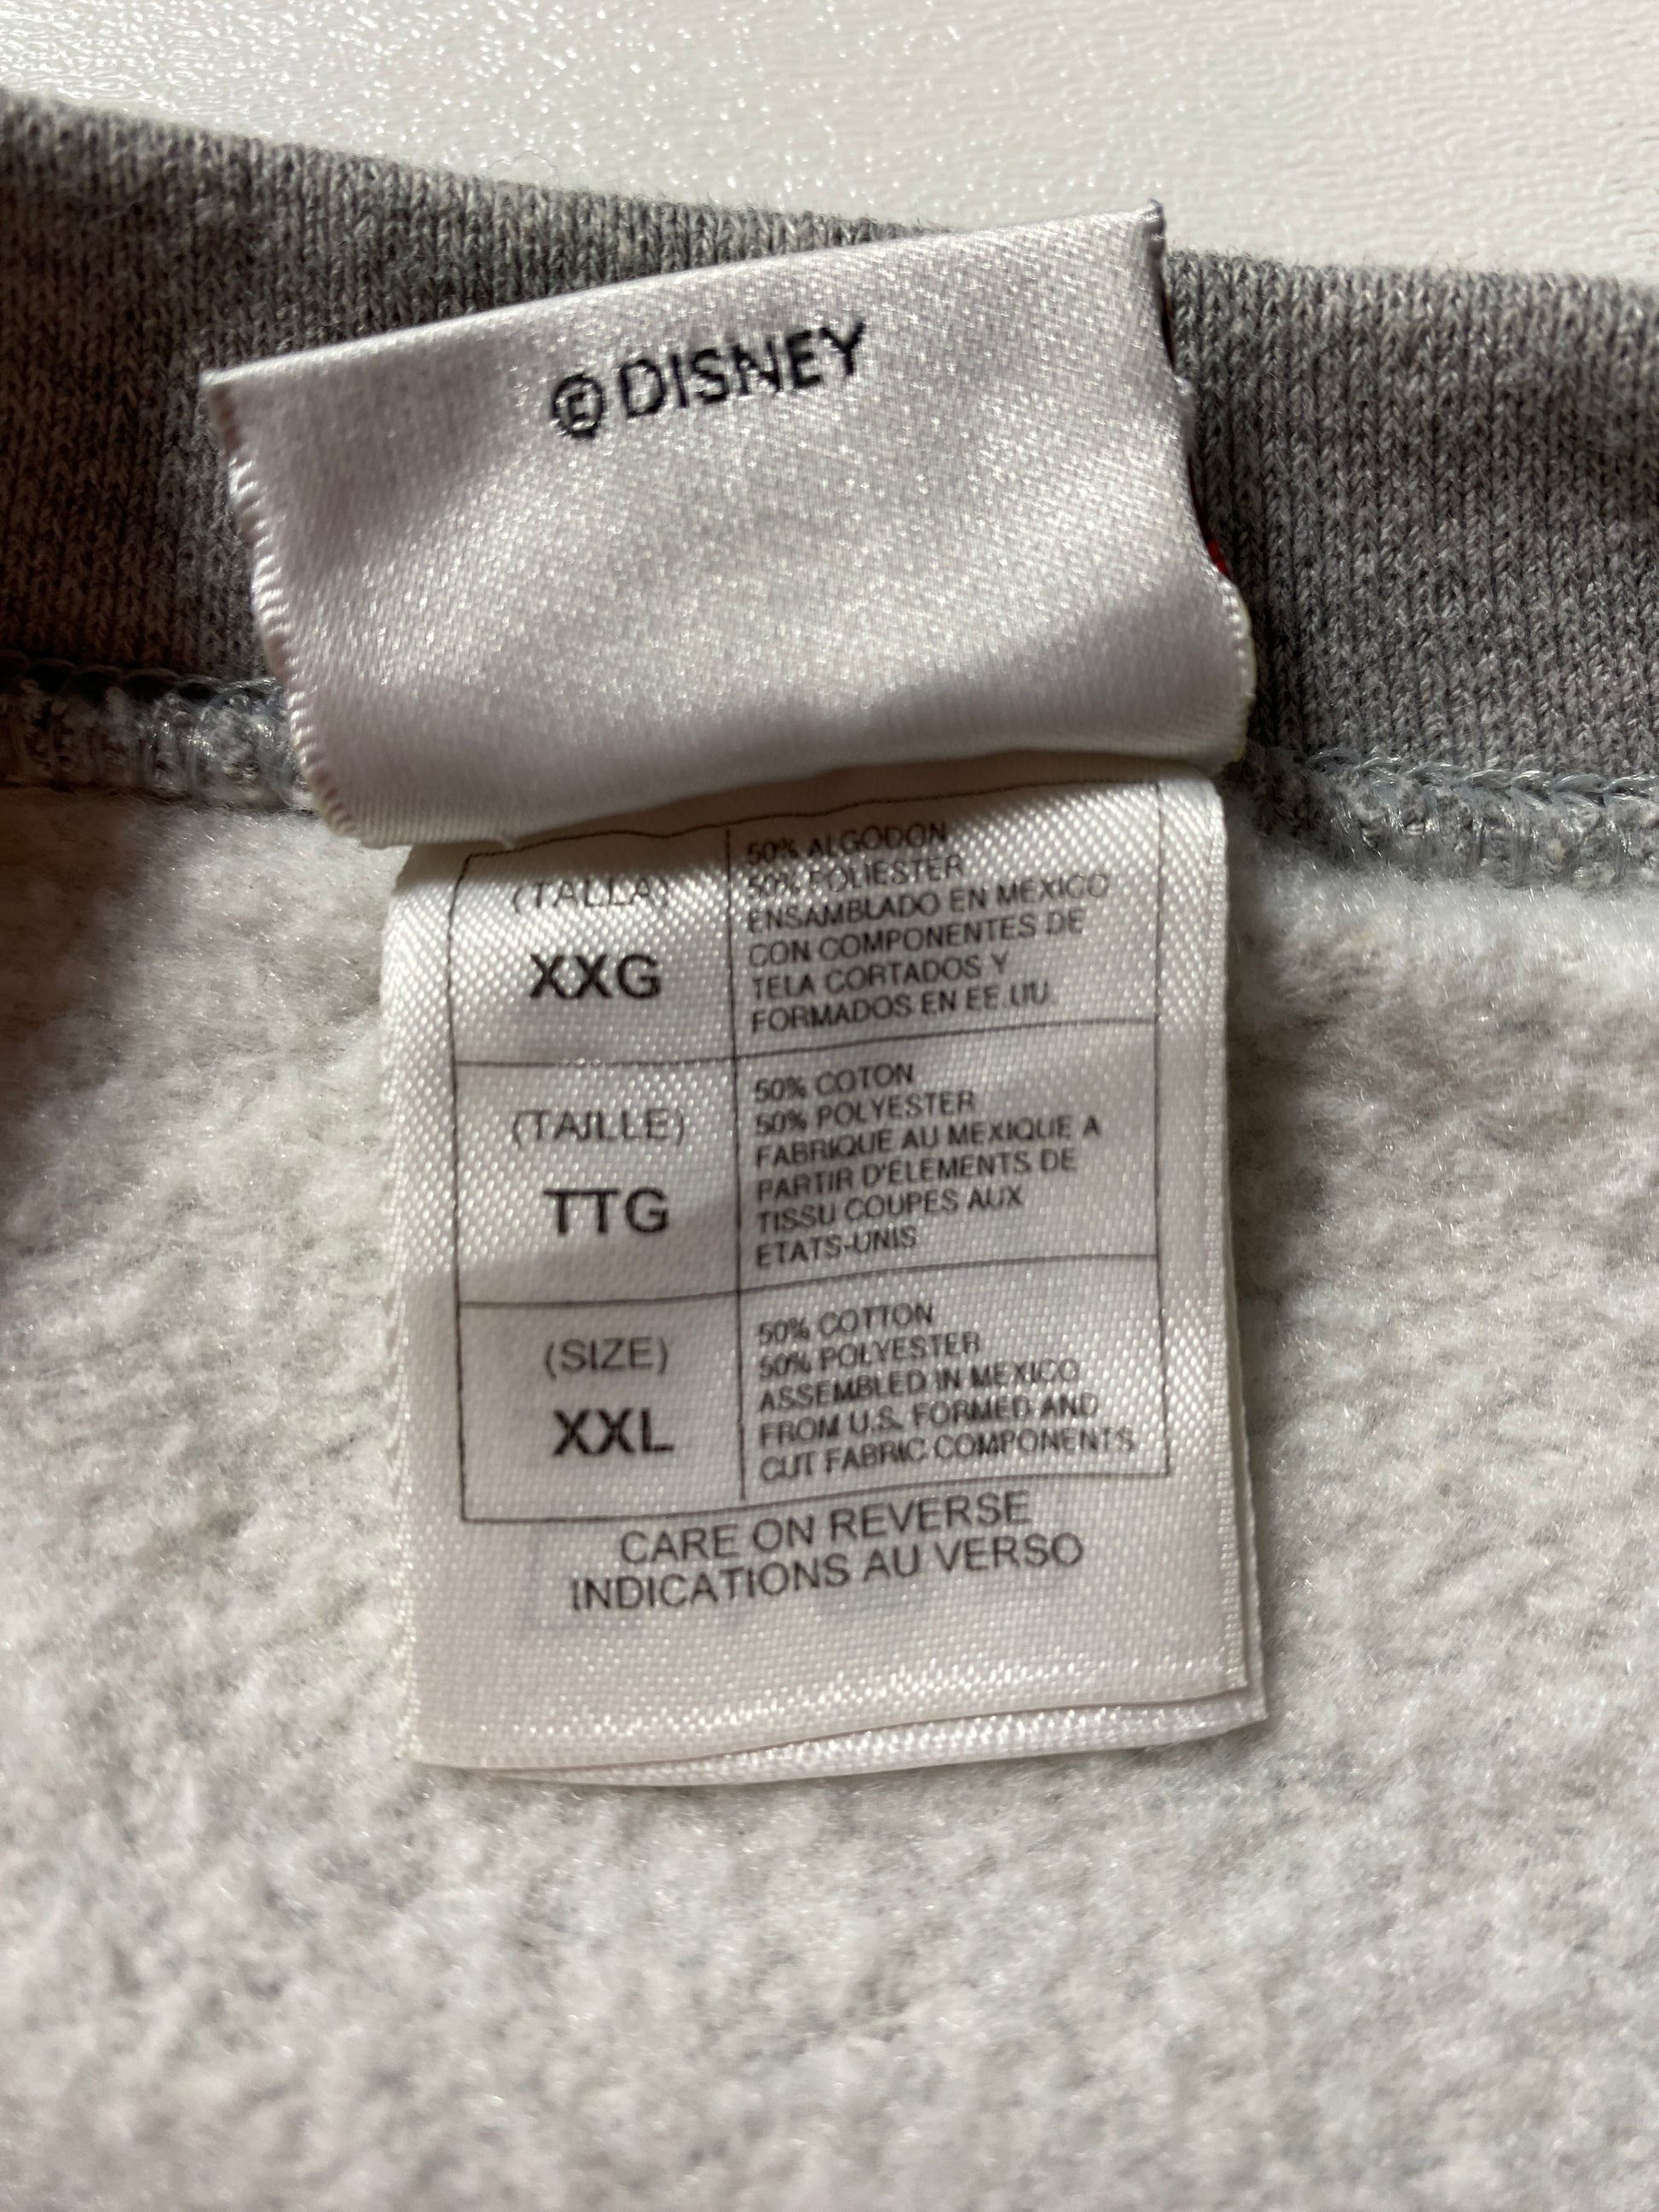 © DISNEY
(TALLA)
XXG
50% ALGODON
50% POLIESTER
ENSAMBLADO EN MEXICO
CON COMPONENTES DE
TELA CORTADOS Y
FORMADOS EN EE.UU.
(TAILLE)
TTG
50% COTON
50% POLYESTER
FABRIQUE AU MEXIQUE A
PARTIR D'ÉLEMENTS DE
TISSU COUPES AUX
ETATS-UNIS
(SIZE)
XXL
50% COTTON
50% POLYESTER
ASSEMBLED IN MEXICO
FROM U.S. FORMED AND
CUT FABRIC COMPONENTS
CARE ON REVERSE
INDICATIONS AU VERSO